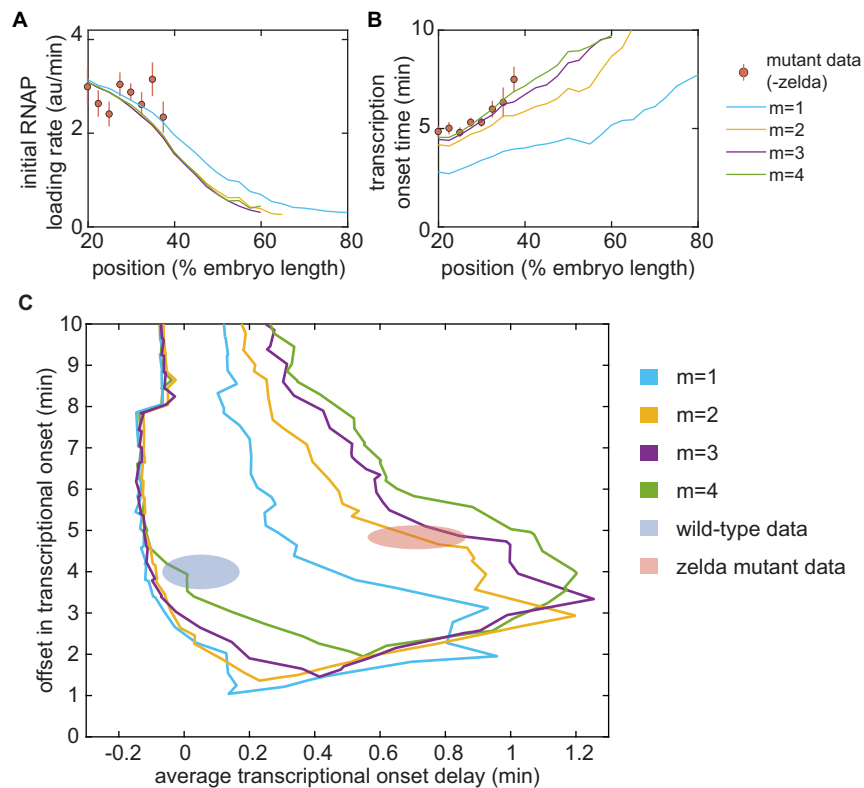 A
initial RNAP
loading rate (au/min)
4
2
0
20
40
60
80
position (% embryo length)
B
transcription
onset time (min)
10
5
0
20
40
60
80
position (% embryo length)
mutant data
(-zelda)
m=1
m=2
m=3
m=4
C
offset in transcriptional onset (min)
10
9
8
7
6
5
4
3
2
1
0
-0.2
0
0.2
0.4
0.6
0.8
1
1.2
average transcriptional onset delay (min)
m=1
m=2
m=3
m=4
wild-type data
zelda mutant data